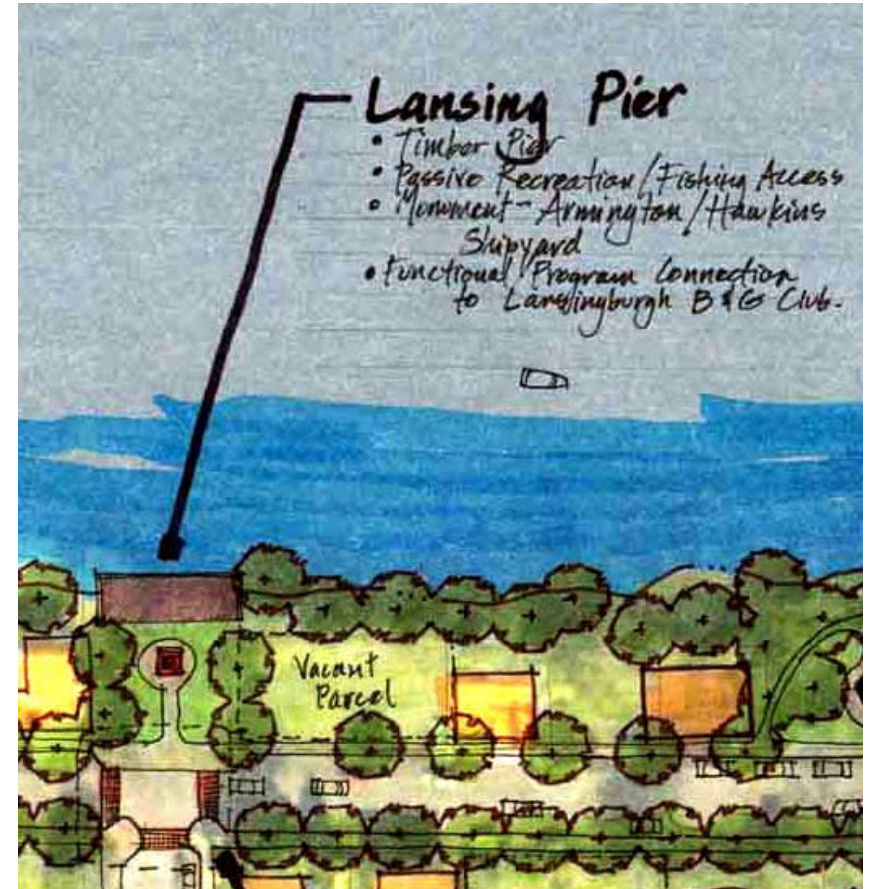 Lansing Pier
• Timber Pier
• Passive Recreation/Fishing Access
• Monument - Armington/Hawkins
Shipyard
• Functional Program Connection
to Lansingburgh B & G Club.
Vacant
Parcel